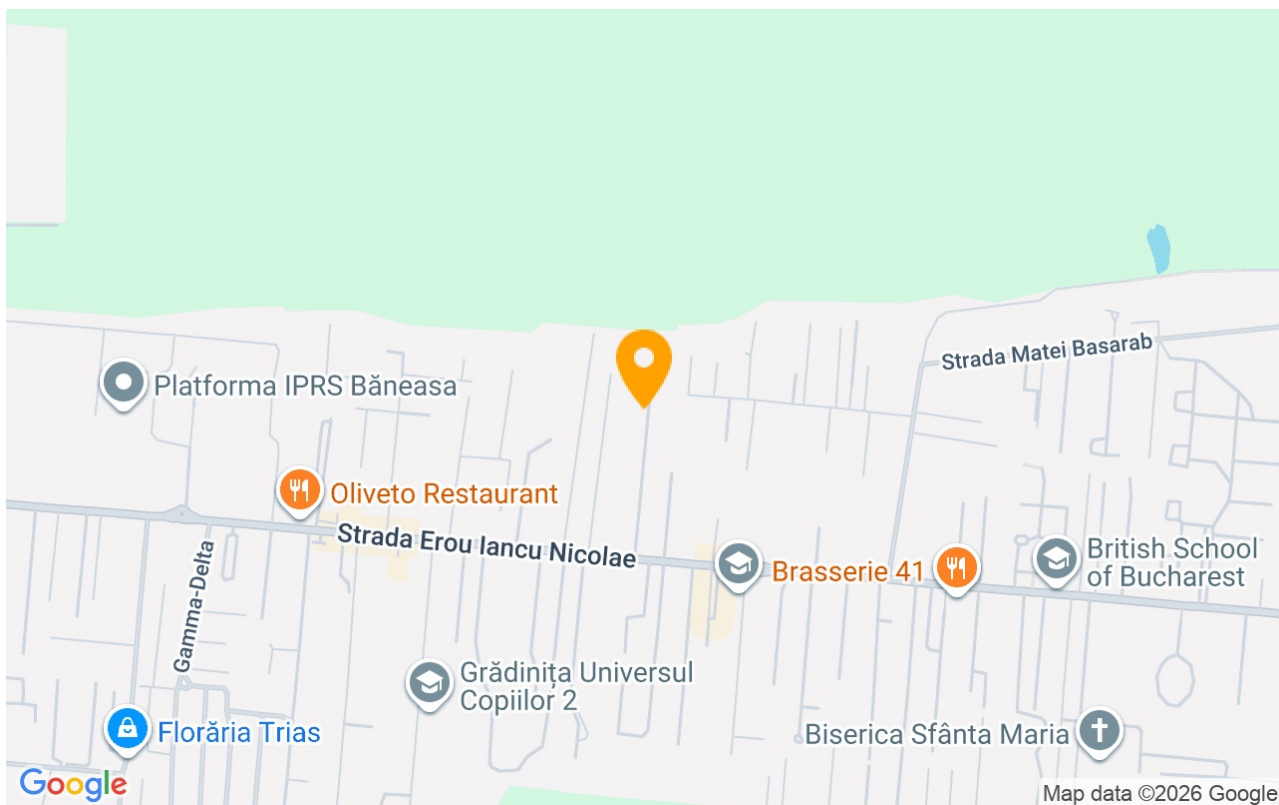 Strada Matei Basarab
Platforma IPRS Băneasa
Oliveto Restaurant
Strada Erou Iancu Nicolae
Gamma-Delta
Brasserie 41
British School
of Bucharest
Grădinița Universul
Copiilor 2
Florăria Trias
Biserica Sfânta Maria
Google
Map data ©2026 Google